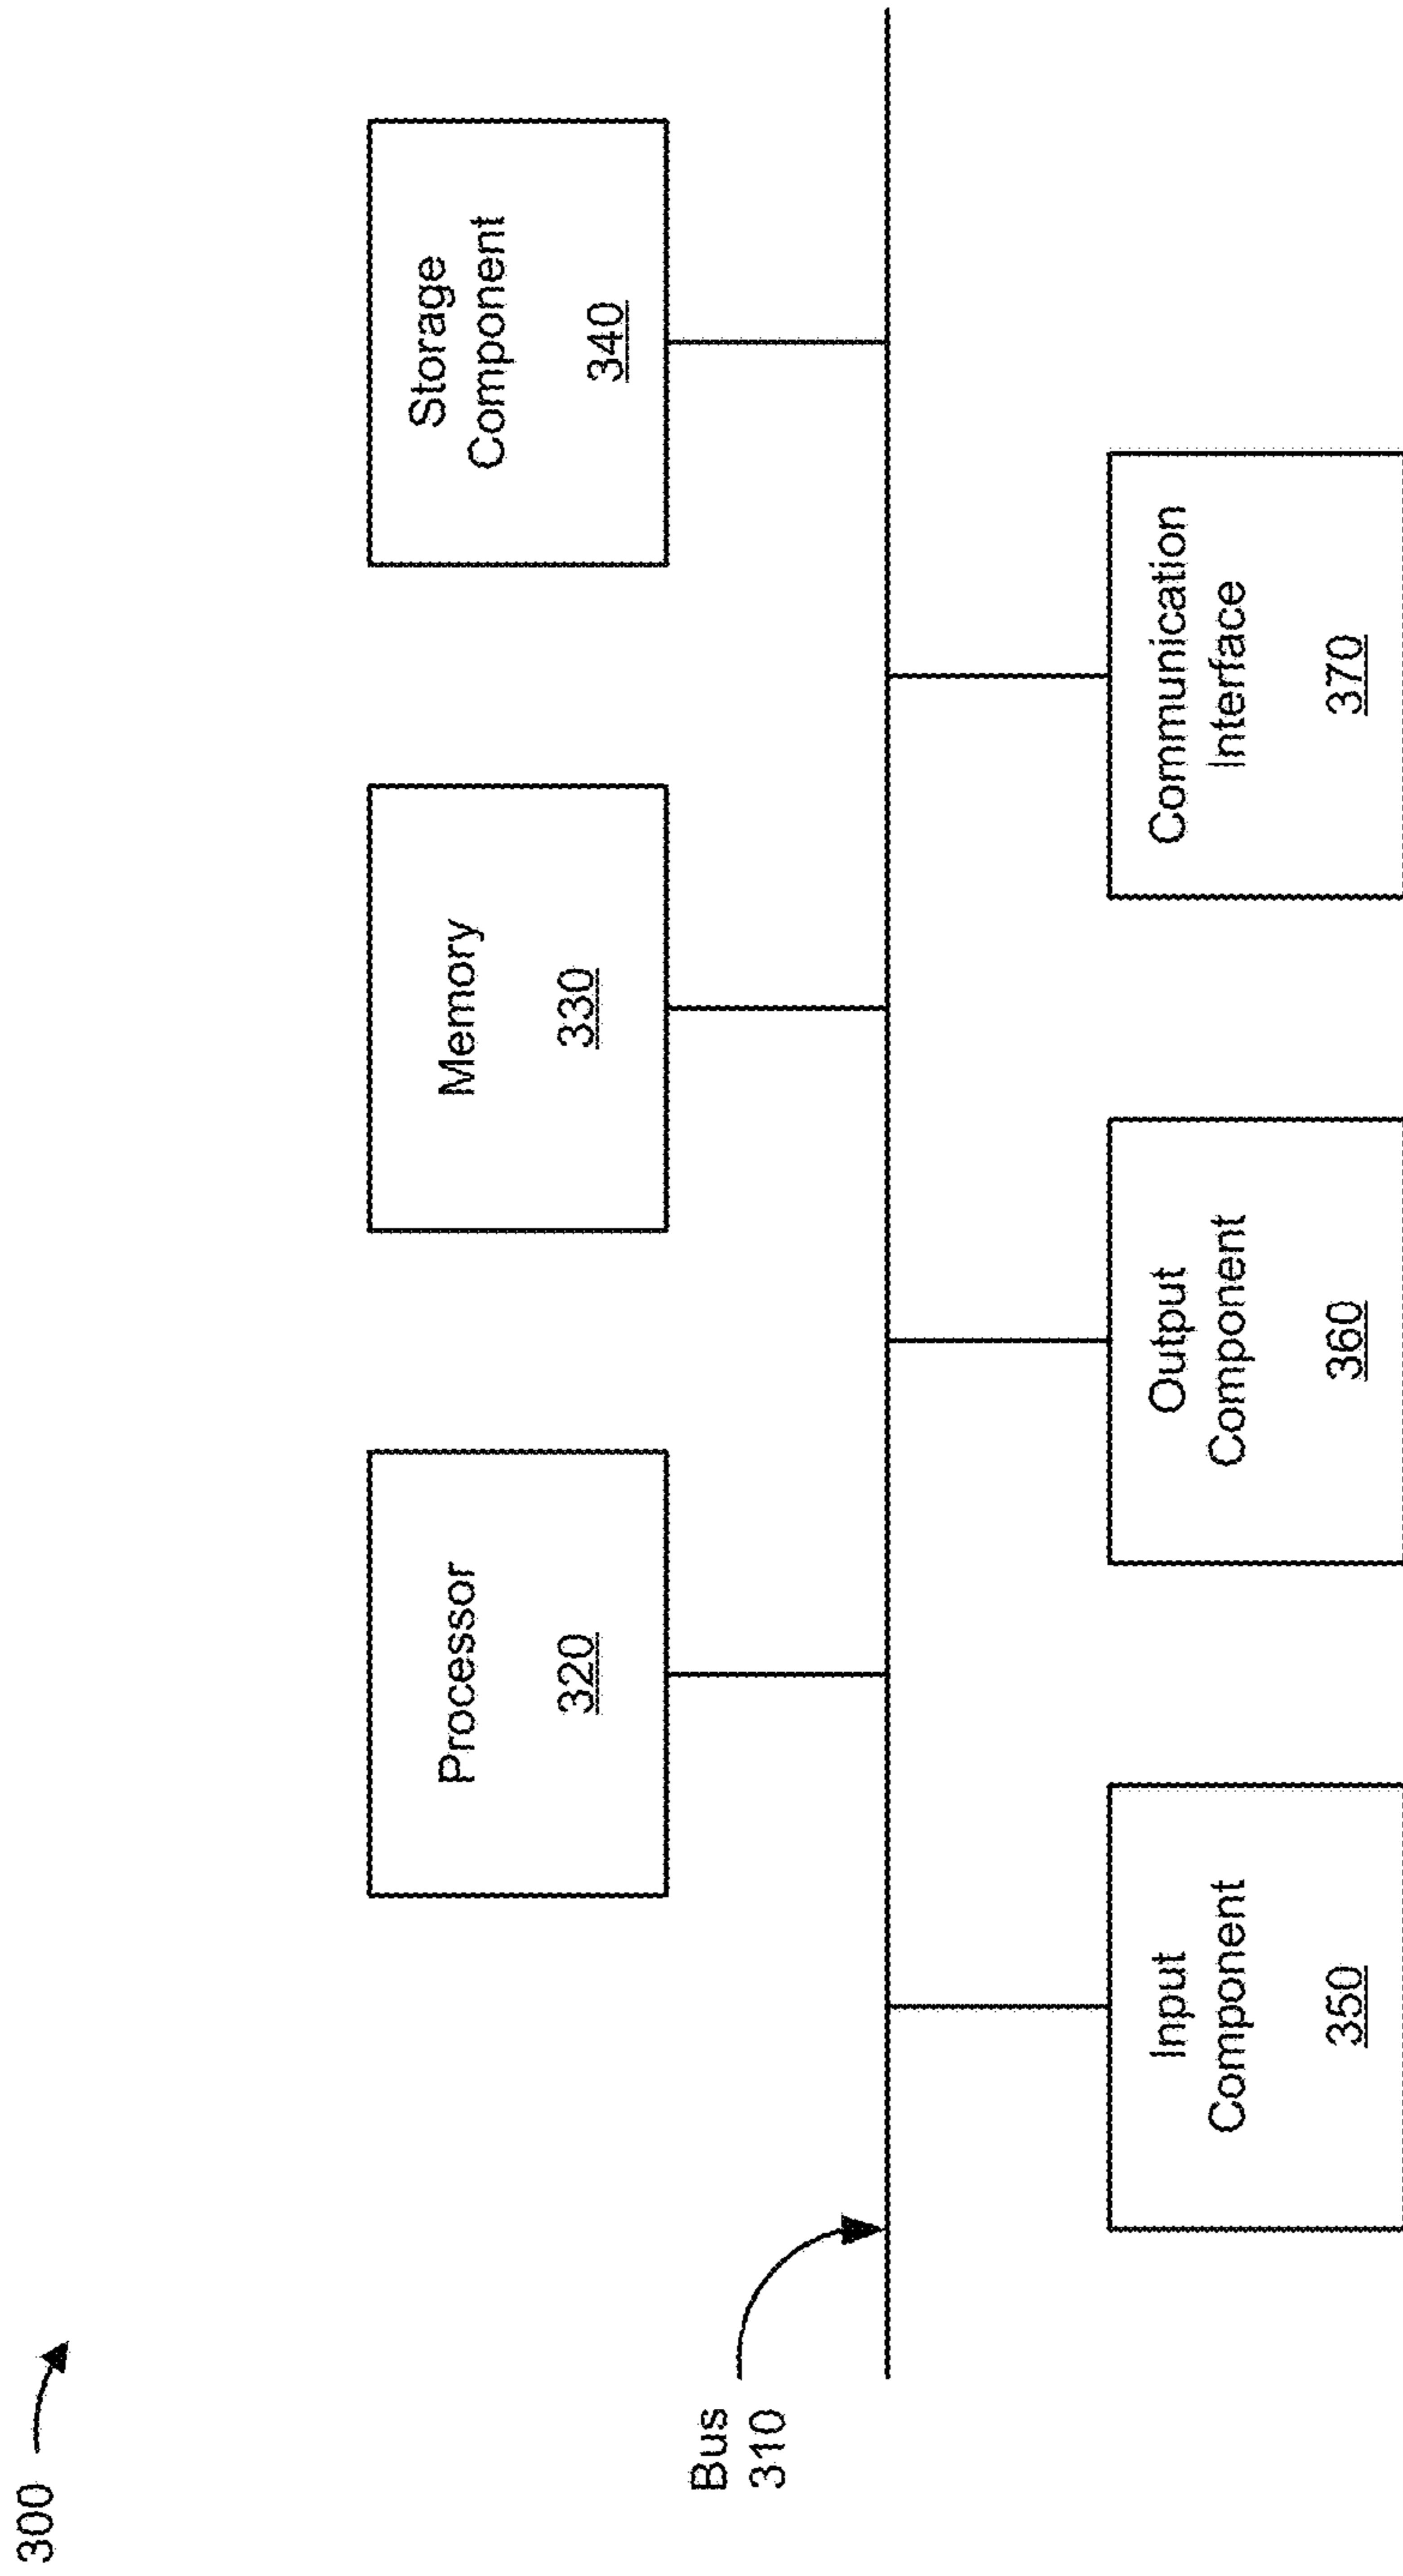 300
Processor
320
Memory
330
Storage
Component
340
Bus
310
Input
Component
350
Output
Component
360
Communication
Interface
370